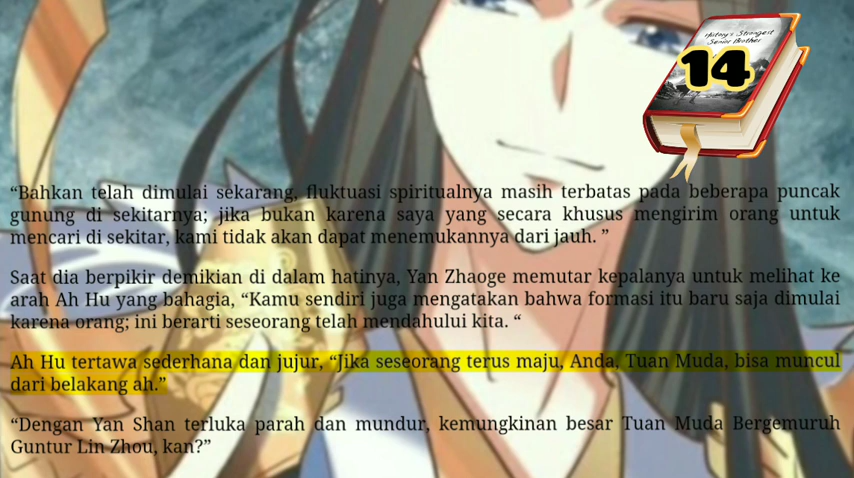 History's Strongest
Senior Brother
14
“Bahkan telah dimulai sekarang, fluktuasi spiritualnya masih terbatas pada beberapa puncak
gunung di sekitarnya; jika bukan karena saya yang secara khusus mengirim orang untuk
mencari di sekitar, kami tidak akan dapat menemukannya dari jauh. ”
Saat dia berpikir demikian di dalam hatinya, Yan Zhaoge memutar kepalanya untuk melihat ke
arah Ah Hu yang bahagia, “Kamu sendiri juga mengatakan bahwa formasi itu baru saja dimulai
karena orang; ini berarti seseorang telah mendahului kita. “
Ah Hu tertawa sederhana dan jujur, “Jika seseorang terus maju, Anda, Tuan Muda, bisa muncul
dari belakang ah.”
“Dengan Yan Shan terluka parah dan mundur, kemungkinan besar Tuan Muda Bergemuruh
Guntur Lin Zhou, kan?”